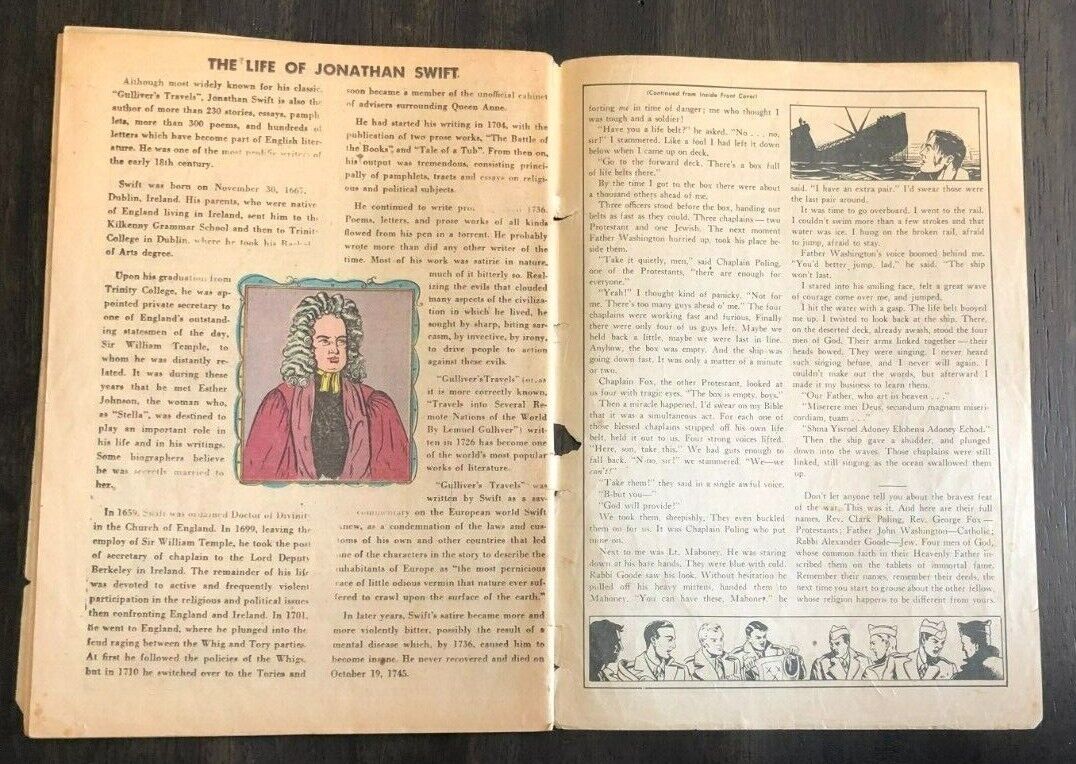 THE LIFE OF JONATHAN SWIFT
Although most widely known for his classic,
"Gulliver's Travels", Jonathan Swift is also the
author of more than 230 stories, essays, pamph
lets, more than 300 poems, and hundreds of
letters which have become part of English liter-
ature. He was one of the most prolific writers of
the early 18th century.
Swift was born on November 30, 1667,
Dublin, Ireland. His parents, who were native
of England living in Ireland, sent him to the
Kilkenny Grammar School and then to Trinit
College in Dublin, where he took his
of Arts degree.
Upon his graduation from
Trinity College, he was ap-
pointed private secretary to
one of England's outstand-
ing statesmen of the day,
Sir William Temple, to
whom he was distantly re-
lated. It was during these
years that he met Esther
Johnson, the woman who,
as "Stella", was destined to
play an important role in
his life and in his writings.
Some biographers believe
he was secretly married to
her.
In 1659, Swift was ordained Doctor of Divinit
in the Church of England. In 1699, leaving the
employ of Sir William Temple, he took the post
of secretary of chaplain to the Lord Deputy
Berkeley in Ireland. The remainder of his life
was devoted to active and frequently violent
participation in the religious and political issues
then confronting England and Ireland. In 1701,
he went to England, where he plunged into the
feud raging between the Whig and Tory parties.
At first he followed the policies of the Whigs,
but in 1710 he switched over to the Tories and
soon became a member of the unofficial cabinet
of advisers surrounding Queen Anne.
He had started his writing in 1704, with the
publication of two prose works, "The Battle of
the Books", and "Tale of a Tub". From then on,
his output was tremendous, consisting princi-
pally of pamphlets, tracts and essays on religi-
ous and political subjects.
He continued to write 1736.
Poems, letters, and prose works of all kinds
flowed from his pen in a torrent. He probably
wrote more than did any other writer of the
time. Most of his work was satiric in nature,
much of it bitterly so. Real-
izing the evils that clouded
many aspects of the civiliza-
tion in which he lived, he
sought by sharp, biting sar-
casm, by invective, by irony,
to drive people to action
against these evils.
"Gulliver'sTravels" (or,as
it is more correctly known,
"Travels into Several Re-
mote Nations of the World
By Lemuel Gulliver") writ-
ten in 1726 has become one
of the world's most popular
works of literature.
"Gulliver's Travels" was
written by Swift as a sav-
commentary on the European world Swift
knew, as a condemnation of the laws and cus-
toms of his own and other countries that led
one of the characters in the story to describe the
inhabitants of Europe as "the most pernicious
race of little odious vermin that nature ever suf-
fered to crawl upon the surface of the earth."
In later years, Swift's satire became more and
more violently bitter, possibly the result of a
mental disease which, by 1736, caused him to
become insane. He never recovered and died on
October 19, 1745.
(Continued from Inside Front Cover)
forting me in time of danger; me who thought I
was tough and a soldier!
"Have you a life belt?" he asked. "No . . . no,
sir!" I stammered. Like a fool I had left it down
below when I came up on deck.
"Go to the forward deck. There's a box full
of life belts there."
By the time I got to the box there were about
a thousand others ahead of me.
Three officers stood before the box, handing out
belts as fast as they could. Three chaplains — two
Protestant and one Jewish. The next moment
Father Washington hurried up, took his place be-
side them.
"Take it quietly, men," said Chaplain Poling,
one of the Protestants, "there are enough for
everyone."
"Yeah!" I thought kind of panicky. "Not for
me. There's too many guys ahead o' me." The four
chaplains were working fast and furious. Finally
there were only four of us guys left. Maybe we
held back a little, maybe we were last in line.
Anyhow, the box was empty. And the ship was
going down fast. It was only a matter of a minute
or two.
Chaplain Fox, the other Protestant, looked at
us four with tragic eyes. "The box is empty, boys."
Then a miracle happened. I'd swear on my Bible
that it was a simultaneous act. For each one of
those blessed chaplains stripped off his own life
belt, held it out to us. Four strong voices lifted.
"Here, son, take this." We had guts enough to
fall back. "N-no, sir!" we stammered. "We—we
can't!"
"Take them!" they said in a single awful voice.
"B-but you—"
"God will provide!"
We took them, sheepishly. They even buckled
them on for us. It was Chaplain Poling who put
mine on.
Next to me was Lt. Mahoney. He was staring
down at his bare hands. They were blue with cold.
Rabbi Goode saw his look. Without hesitation he
pulled off his heavy mittens, handed them to
Mahoney. "You can have these, Mahoney," he
said. "I have an extra pair." I'd swear those were
the last pair around.
It was time to go overboard. I went to the rail.
I couldn't swim more than a few strokes and that
water was ice. I hung on the broken rail, afraid
to jump, afraid to stay.
Father Washington's voice boomed behind me.
"You'd better jump, lad," he said. "The ship
won't last.
I stared into his smiling face, felt a great wave
of courage come over me, and jumped.
I hit the water with a gasp. The life belt buoyed
me up. I twisted to look back at the ship. There,
on the deserted deck, already awash, stood the four
men of God. Their arms linked together — their
heads bowed. They were singing. I never heard
such singing before, and I never will again. I
couldn't make out the words, but afterward I
made it my business to learn them.
"Our Father, who art in heaven . . ."
"Miserere mei Deus, secundum magnam miseri-
cordiam, tuam . ."
"Shma Yisroel Adoney Elohenu Adoney Echod."
Then the ship gave a shudder, and plunged
down into the waves. Those chaplains were still
linked, still singing as the ocean swallowed them
up.
Don't let anyone tell you about the bravest feat
of the war. This was it. And here are their full
names, Rev. Clark Poling, Rev. George Fox—
Protestants; Father John Washington—Catholic;
Rabbi Alexander Goode—Jew. Four men of God,
whose common faith in their Heavenly Father in-
scribed them on the tablets of immortal fame.
Remember their names, remember their deeds, the
next time you start to grouse about the other fellow,
whose religion happens to be different from yours.